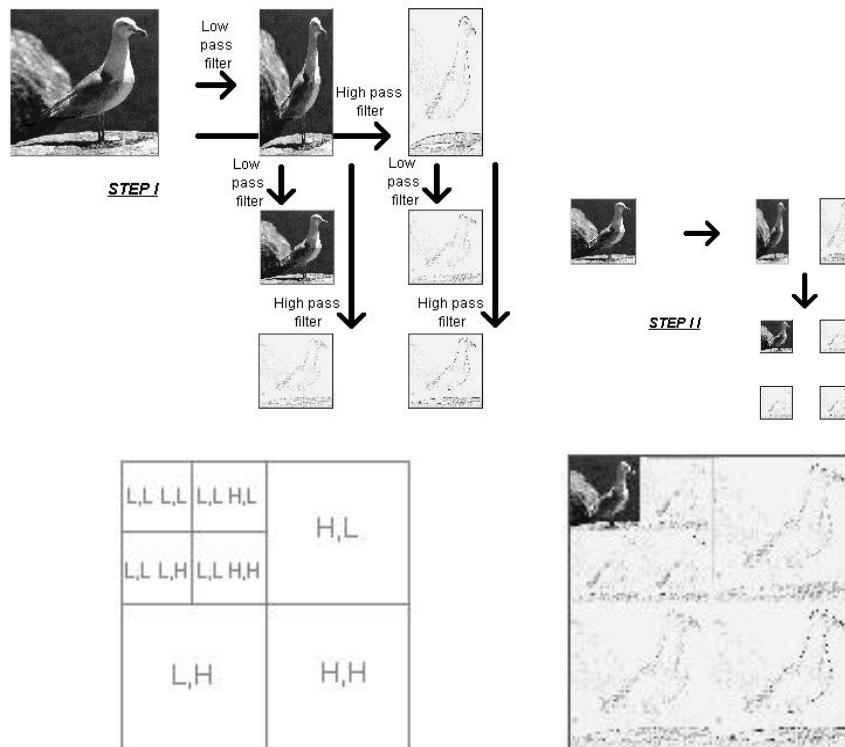 Low
pass
filter
High pass
filter
Low
pass
filter
Low
pass
filter
STEP I
High pass
filter
High pass
filter
STEP II
L,L L,L
L,L H,L
H,L
L,L L,H
L,L H,H
L,H
H,H